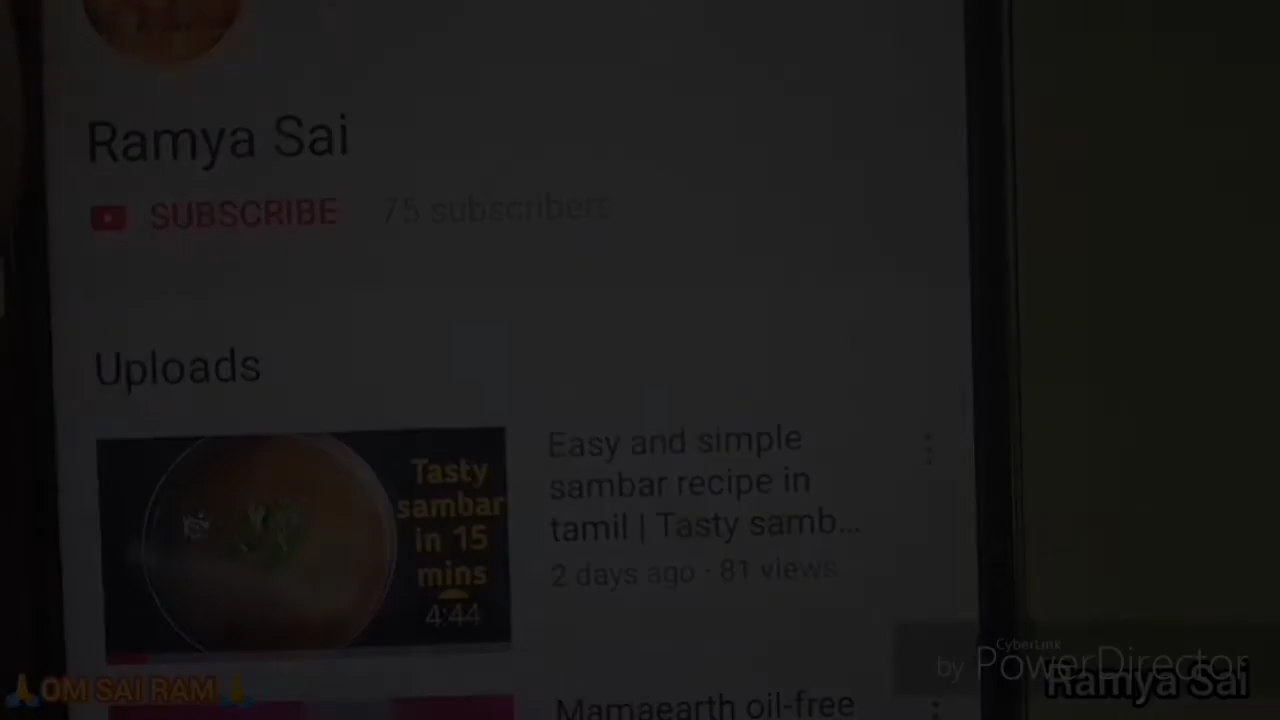 Ramya Sai
SUBSCRIBE 75 subscribers
Uploads
Tasty
sambar
in 15
mins
4:44
Easy and simple
sambar recipe in
tamil | Tasty samb...
2 days ago · 81 views
Mamaearth oil-free
🙏OM SAI RAM🙏
CyberLink
by PowerDirector
Ramya Sai